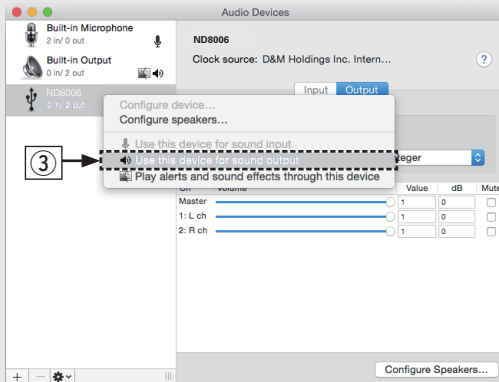 Audio Devices
Built-in Microphone
2 in/ 0 out
Built-in Output
0 in/ 2 out
ND8006
0 in/ 2 out
ND8006
Clock source: D&M Holdings Inc. Intern...
?
Input Output
Configure device...
Configure speakers...
Use this device for sound input
③ Use this device for sound output
Play alerts and sound effects through this device
teger
Ch Volume Value dB Mute
Master 1 0
1: L ch 1 0
2: R ch 1 0
Configure Speakers...